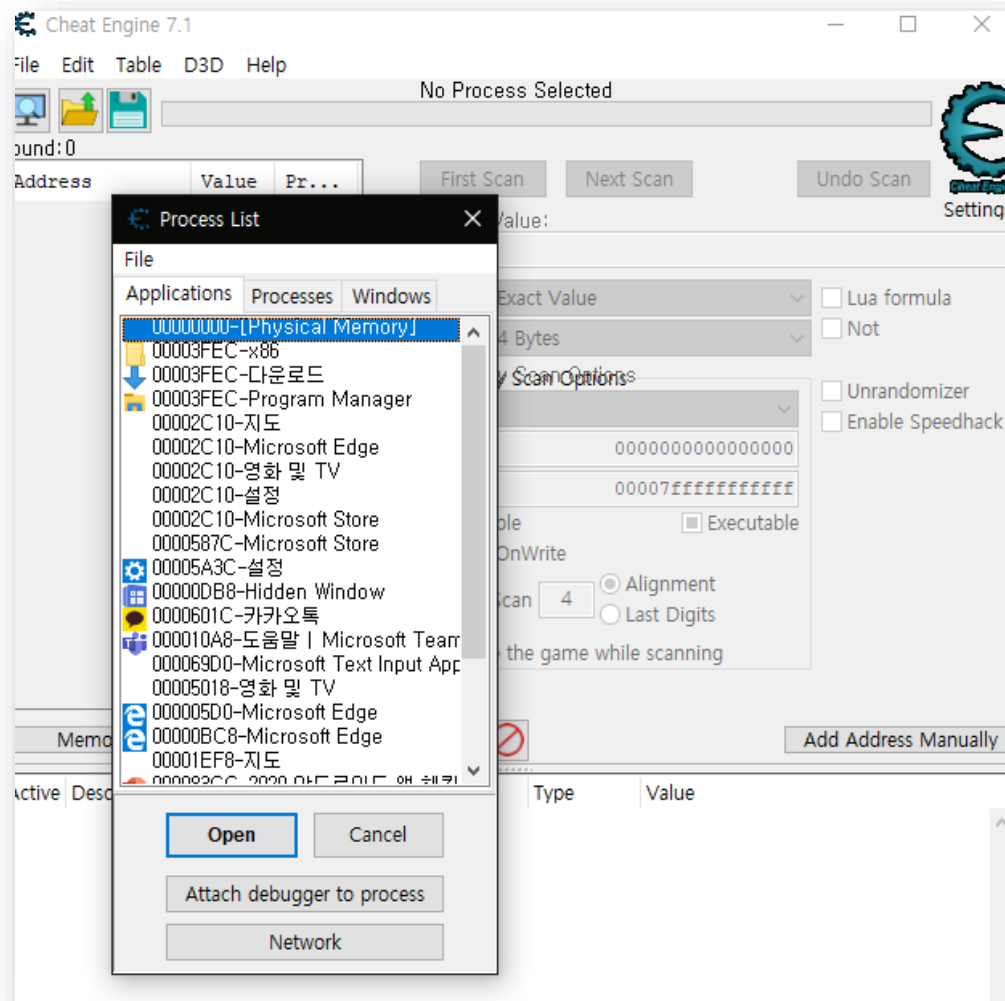 Cheat Engine 7.1
File Edit Table D3D Help
No Process Selected
ound:0
Address Value Pr...
First Scan Next Scan Undo Scan
Settings
Value:
Process List
File
Applications Processes Windows
00000000-[Physical Memory]
00003FEC-x86
00003FEC-다운로드
00003FEC-Program Manager
00002C10-지도
00002C10-Microsoft Edge
00002C10-영화 및 TV
00002C10-설정
00002C10-Microsoft Store
0000587C-Microsoft Store
00005A3C-설정
00000DB8-Hidden Window
0000601C-카카오톡
000010A8-도움말 | Microsoft Team
000069D0-Microsoft Text Input App
00005018-영화 및 TV
000005D0-Microsoft Edge
00000BC8-Microsoft Edge
00001EF8-지도
Open Cancel
Attach debugger to process
Network
Exact Value
Lua formula
4 Bytes
Not
Scan Options
Unrandomizer
Enable Speedhack
0000000000000000
00007fffffffffff
ble Executable
OnWrite
Scan 4 Alignment
Last Digits
the game while scanning
Memo
Add Address Manually
Active Desc Type Value